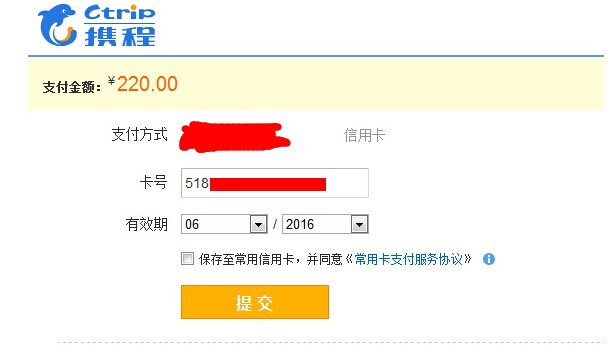 Ctrip
携程
支付金额：¥220.00
支付方式 信用卡
卡号 518
有效期 06 / 2016
保存至常用信用卡，并同意《常用卡支付服务协议》 i
提交